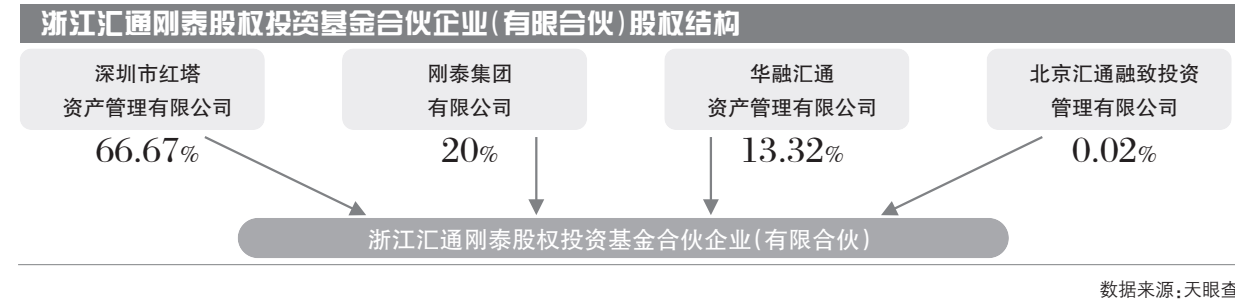 浙江汇通刚泰股权投资基金合伙企业(有限合伙)股权结构
深圳市红塔
资产管理有限公司
66.67%
刚泰集团
有限公司
20%
华融汇通
资产管理有限公司
13.32%
北京汇通融致投资
管理有限公司
0.02%
浙江汇通刚泰股权投资基金合伙企业(有限合伙)
数据来源:天眼查